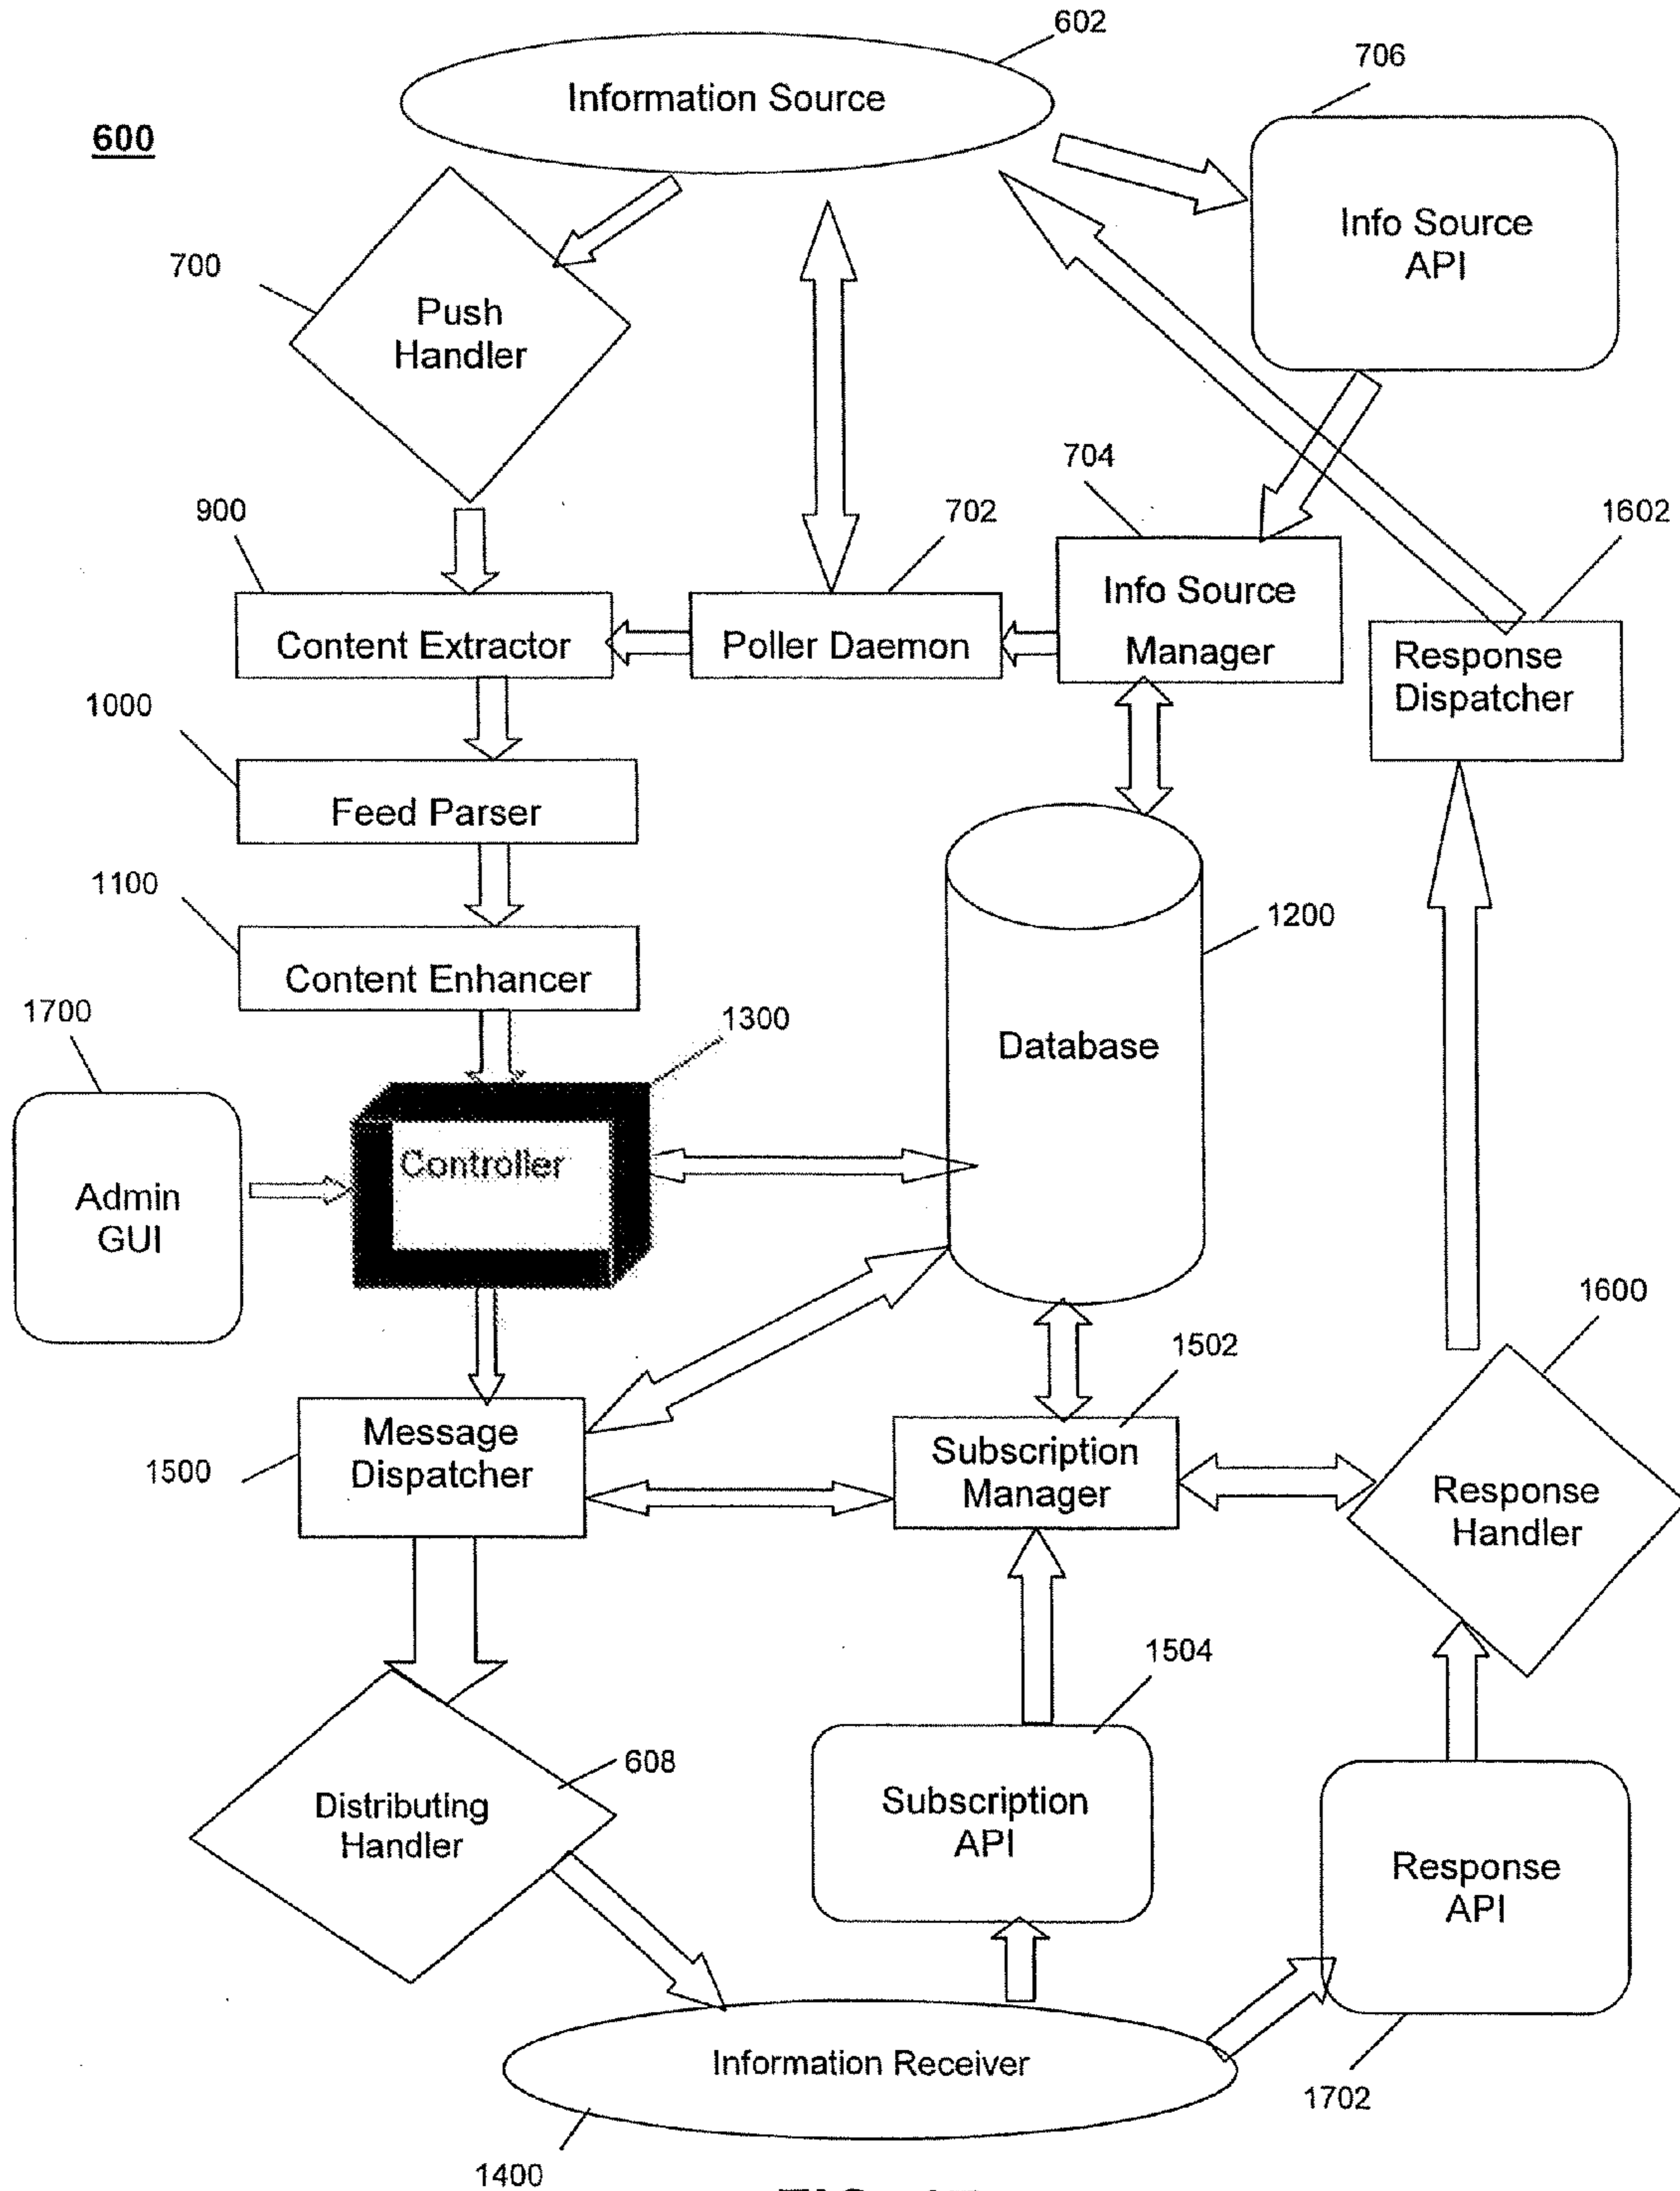 602
706
Information Source
600
Info Source
API
700
Push
Handler
704
900
702
1602
Info Source
Manager
Content Extractor
Poller Daemon
Response
Dispatcher
1000
Feed Parser
1100
1200
Content Enhancer
1700
1300
Database
Controller
Admin
GUI
1600
1502
Message
Dispatcher
1500
Subscription
Manager
Response
Handler
1504
608
Distributing
Handler
Subscription
API
Response
API
Information Receiver
1702
1400